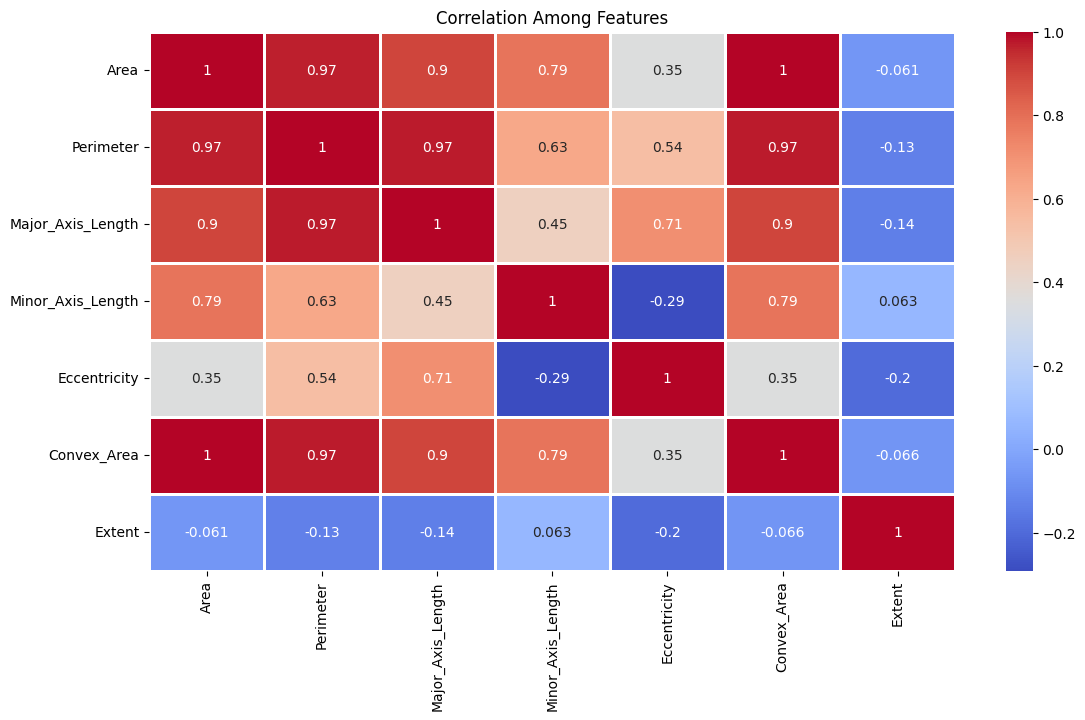 Correlation Among Features
Area 1 0.97 0.9 0.79 0.35 1 -0.061
Perimeter 0.97 1 0.97 0.63 0.54 0.97 -0.13
Major_Axis_Length 0.9 0.97 1 0.45 0.71 0.9 -0.14
Minor_Axis_Length 0.79 0.63 0.45 1 -0.29 0.79 0.063
Eccentricity 0.35 0.54 0.71 -0.29 1 0.35 -0.2
Convex_Area 1 0.97 0.9 0.79 0.35 1 -0.066
Extent -0.061 -0.13 -0.14 0.063 -0.2 -0.066 1
Area Perimeter Major_Axis_Length Minor_Axis_Length Eccentricity Convex_Area Extent
1.0
0.8
0.6
0.4
0.2
0.0
−0.2